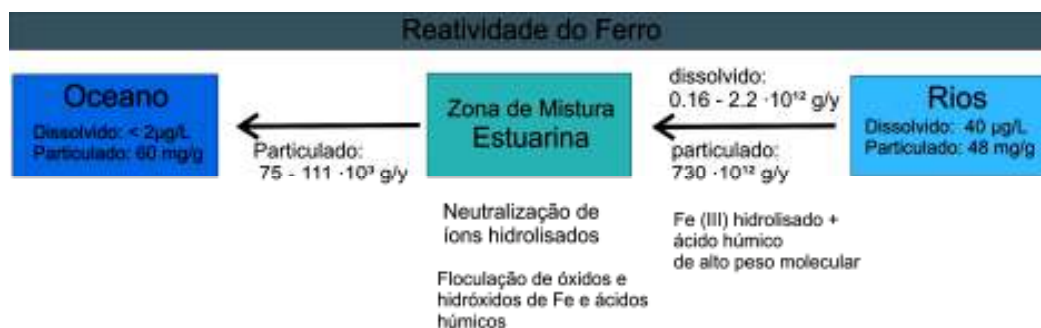 Reatividade do Ferro
Oceano
Dissolvido: < 2µg/L
Particulado: 60 mg/g
Particulado:
75 - 111 ·10³ g/y
Zona de Mistura
Estuarina
Neutralização de
íons hidrolisados
Floculação de óxidos e
hidróxidos de Fe e ácidos
húmicos
dissolvido:
0.16 - 2.2 ·10¹² g/y
particulado:
730 ·10¹² g/y
Fe (III) hidrolisado +
ácido húmico
de alto peso molecular
Rios
Dissolvido: 40 µg/L
Particulado: 48 mg/g